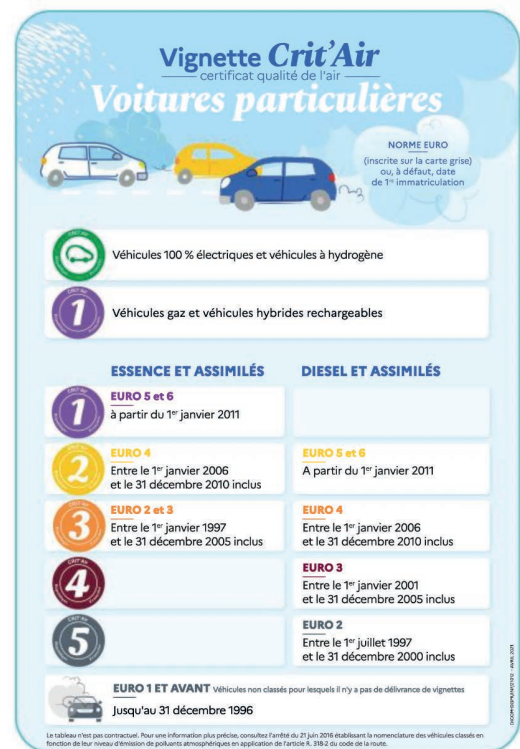 Vignette Crit'Air
certificat qualité de l'air
Voitures particulières
NORME EURO
(inscrite sur la carte grise)
ou, à défaut, date
de 1re immatriculation
Véhicules 100 % électriques et véhicules à hydrogène
1
Véhicules gaz et véhicules hybrides rechargeables
ESSENCE ET ASSIMILÉS
DIESEL ET ASSIMILÉS
1
EURO 5 et 6
à partir du 1er janvier 2011
2
EURO 4
Entre le 1er janvier 2006
et le 31 décembre 2010 inclus
EURO 5 et 6
A partir du 1er janvier 2011
3
EURO 2 et 3
Entre le 1er janvier 1997
et le 31 décembre 2005 inclus
EURO 4
Entre le 1er janvier 2006
et le 31 décembre 2010 inclus
4
EURO 3
Entre le 1er janvier 2001
et le 31 décembre 2005 inclus
5
EURO 2
Entre le 1er juillet 1997
et le 31 décembre 2000 inclus
EURO 1 ET AVANT Véhicules non classés pour lesquels il n'y a pas de délivrance de vignettes
Jusqu'au 31 décembre 1996
Le tableau n'est pas contractuel. Pour une information plus précise, consultez l'arrêté du 21 juin 2016 établissant la nomenclature des véhicules classés en
fonction de leur niveau d'émission de polluants atmosphériques en application de l'article R. 318-2 du code de la route.
AVRIL 2021